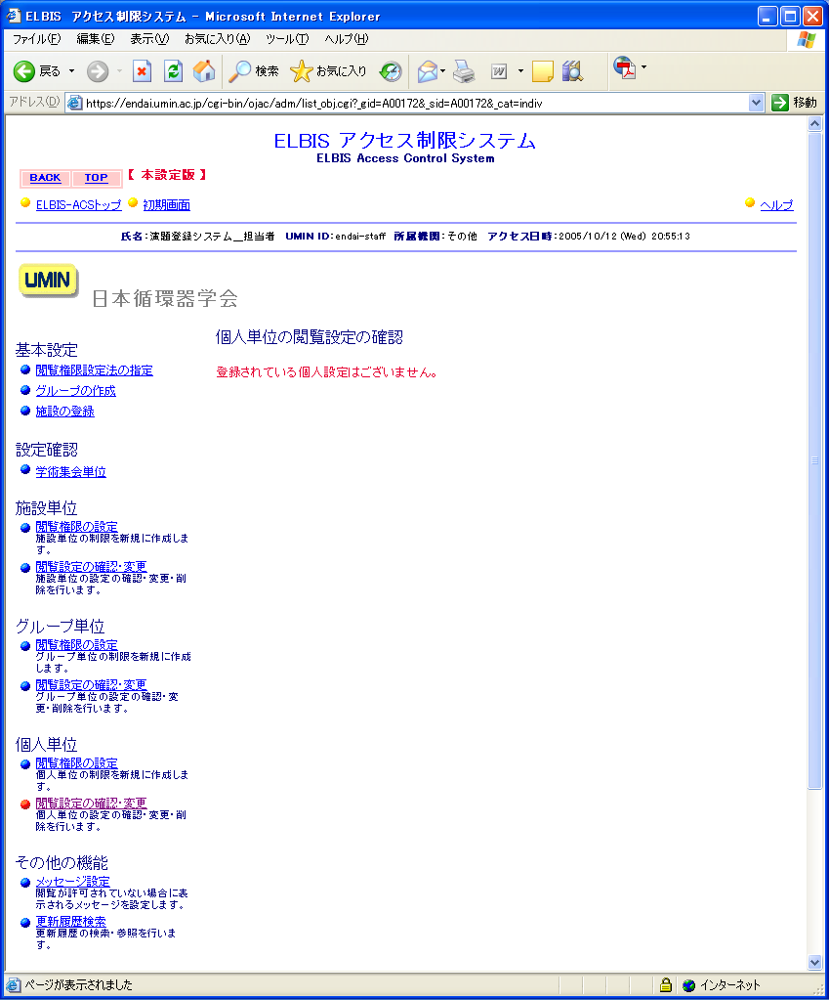 ELBIS アクセス制限システム - Microsoft Internet Explorer
ファイル(F) 編集(E) 表示(V) お気に入り(A) ツール(T) ヘルプ(H)
戻る 検索 お気に入り
アドレス(D) https://endai.umin.ac.jp/cgi-bin/ojac/adm/list_obj.cgi?_gid=A00172&_sid=A00172&_cat=indiv 移動
ELBIS アクセス制限システム
ELBIS Access Control System
BACK TOP 【 本設定版 】
ELBIS-ACSトップ 初期画面 ヘルプ
氏名：演題登録システム＿担当者 UMIN ID：endai-staff 所属機関：その他 アクセス日時：2005/10/12 (Wed) 20:55:13
UMIN 日本循環器学会
個人単位の閲覧設定の確認
登録されている個人設定はございません。
基本設定
閲覧権限設定法の指定
グループの作成
施設の登録
設定確認
学術集会単位
施設単位
閲覧権限の設定
施設単位の制限を新規に作成しま
す。
閲覧設定の確認・変更
施設単位の設定の確認・変更・削
除を行います。
グループ単位
閲覧権限の設定
グループ単位の制限を新規に作成
します。
閲覧設定の確認・変更
グループ単位の設定の確認・変
更・削除を行います。
個人単位
閲覧権限の設定
個人単位の制限を新規に作成しま
す。
閲覧設定の確認・変更
個人単位の設定の確認・変更・削
除を行います。
その他の機能
メッセージ設定
閲覧が許可されていない場合に表
示されるメッセージを設定します。
更新履歴検索
更新履歴の検索・参照を行いま
す。
ページが表示されました インターネット